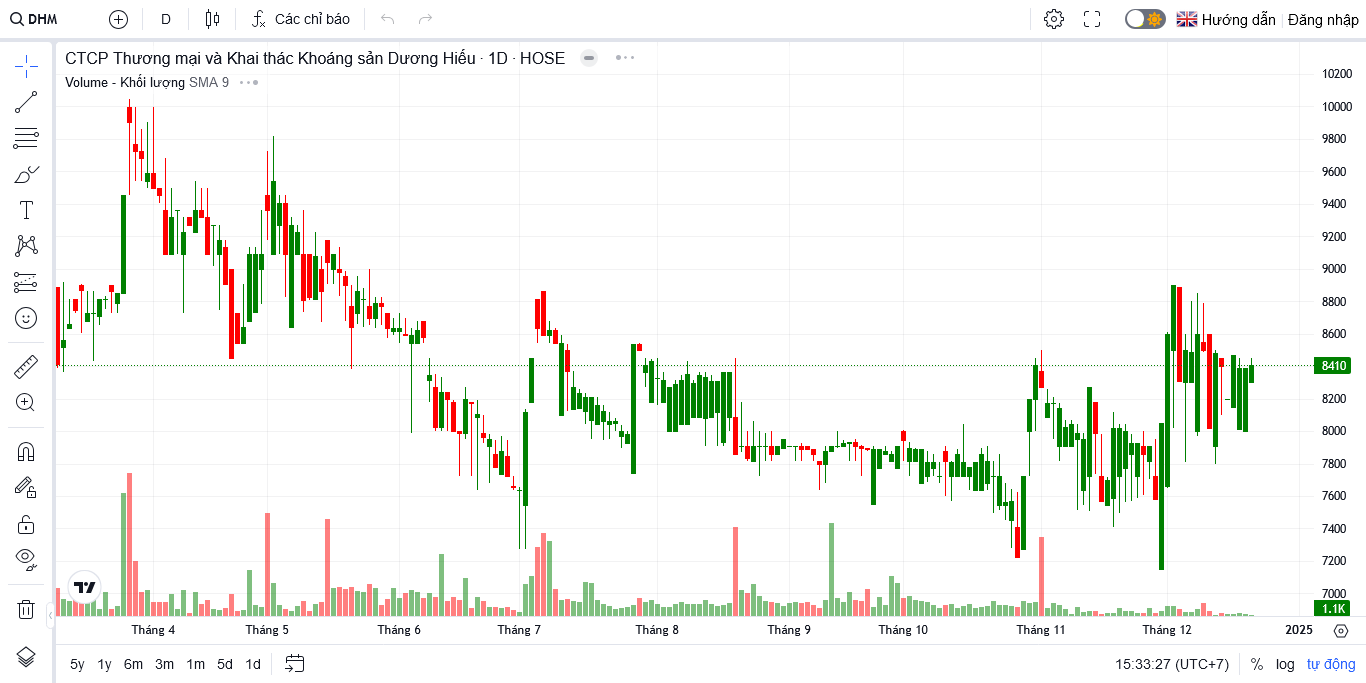 DHM D Các chỉ báo Hướng dẫn Đăng nhập
CTCP Thương mại và Khai thác Khoáng sản Dương Hiếu · 1D · HOSE
Volume - Khối lượng SMA 9
10200
10000
9800
9600
9400
9200
9000
8800
8600
8410
8200
8000
7800
7600
7400
7200
7000
1.1K
Tháng 4 Tháng 5 Tháng 6 Tháng 7 Tháng 8 Tháng 9 Tháng 10 Tháng 11 Tháng 12 2025
5y 1y 6m 3m 1m 5d 1d 15:33:27 (UTC+7) % log tự động